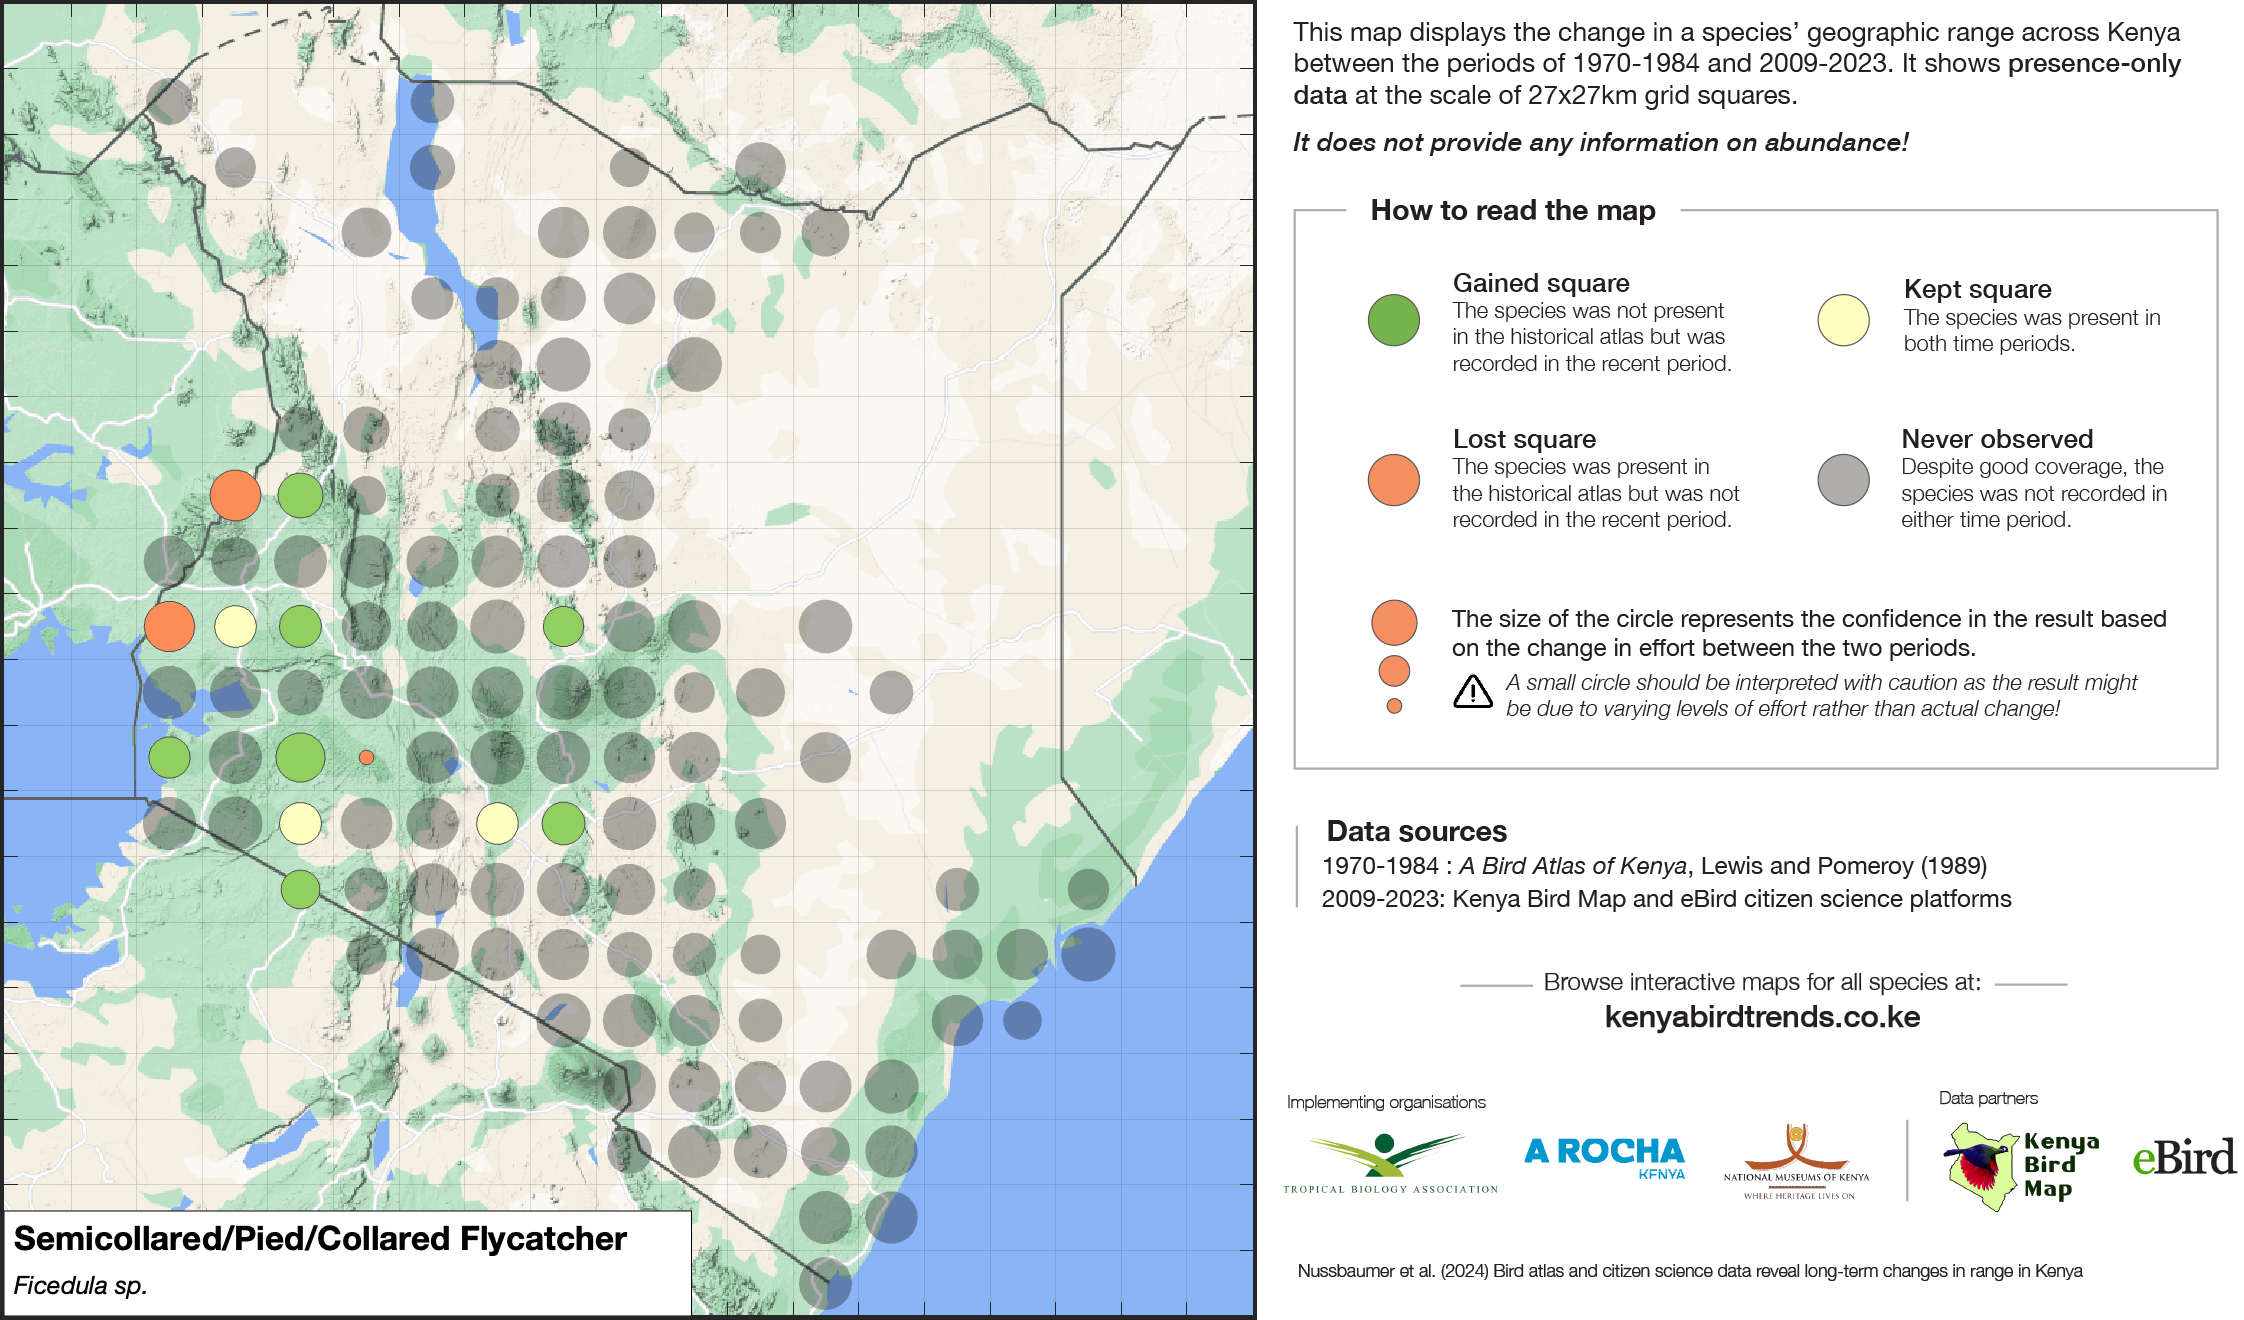 This map displays the change in a species’ geographic range across Kenya
between the periods of 1970-1984 and 2009-2023. It shows presence-only
data at the scale of 27x27km grid squares.
It does not provide any information on abundance!
How to read the map
Gained square
The species was not present
in the historical atlas but was
recorded in the recent period.
Kept square
The species was present in
both time periods.
Lost square
The species was present in
the historical atlas but was not
recorded in the recent period.
Never observed
Despite good coverage, the
species was not recorded in
either time period.
The size of the circle represents the confidence in the result based
on the change in effort between the two periods.
A small circle should be interpreted with caution as the result might
be due to varying levels of effort rather than actual change!
Data sources
1970-1984 : A Bird Atlas of Kenya, Lewis and Pomeroy (1989)
2009-2023: Kenya Bird Map and eBird citizen science platforms
Browse interactive maps for all species at:
kenyabirdtrends.co.ke
Implementing organisations
Data partners
TROPICAL BIOLOGY ASSOCIATION
A ROCHA
KENYA
NATIONAL MUSEUMS OF KENYA
WHERE HERITAGE LIVES ON
Kenya
Bird
Map
eBird
Semicollared/Pied/Collared Flycatcher
Ficedula sp.
Nussbaumer et al. (2024) Bird atlas and citizen science data reveal long-term changes in range in Kenya